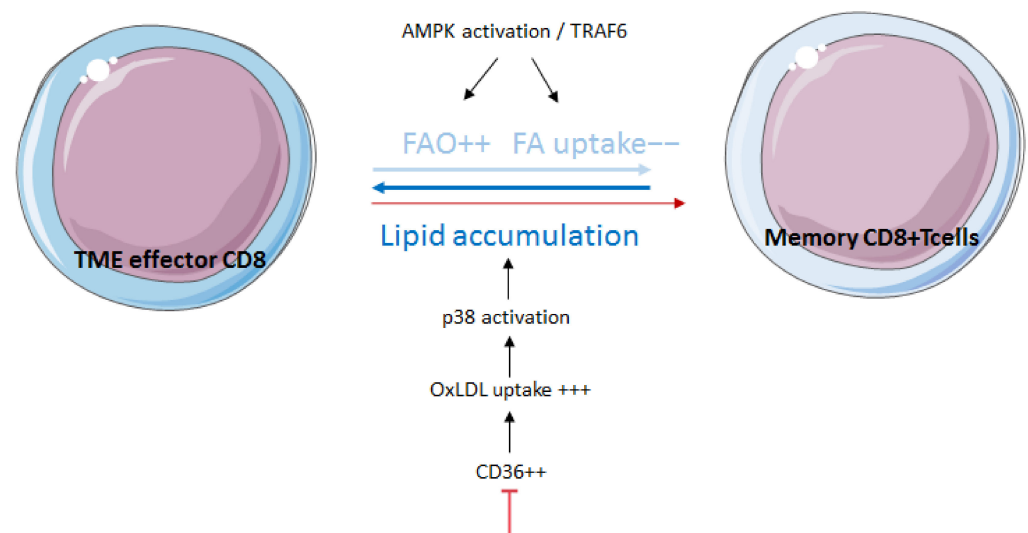 AMPK activation / TRAF6
FAO++ FA uptake−−
Lipid accumulation
TME effector CD8
Memory CD8+Tcells
p38 activation
OxLDL uptake +++
CD36++